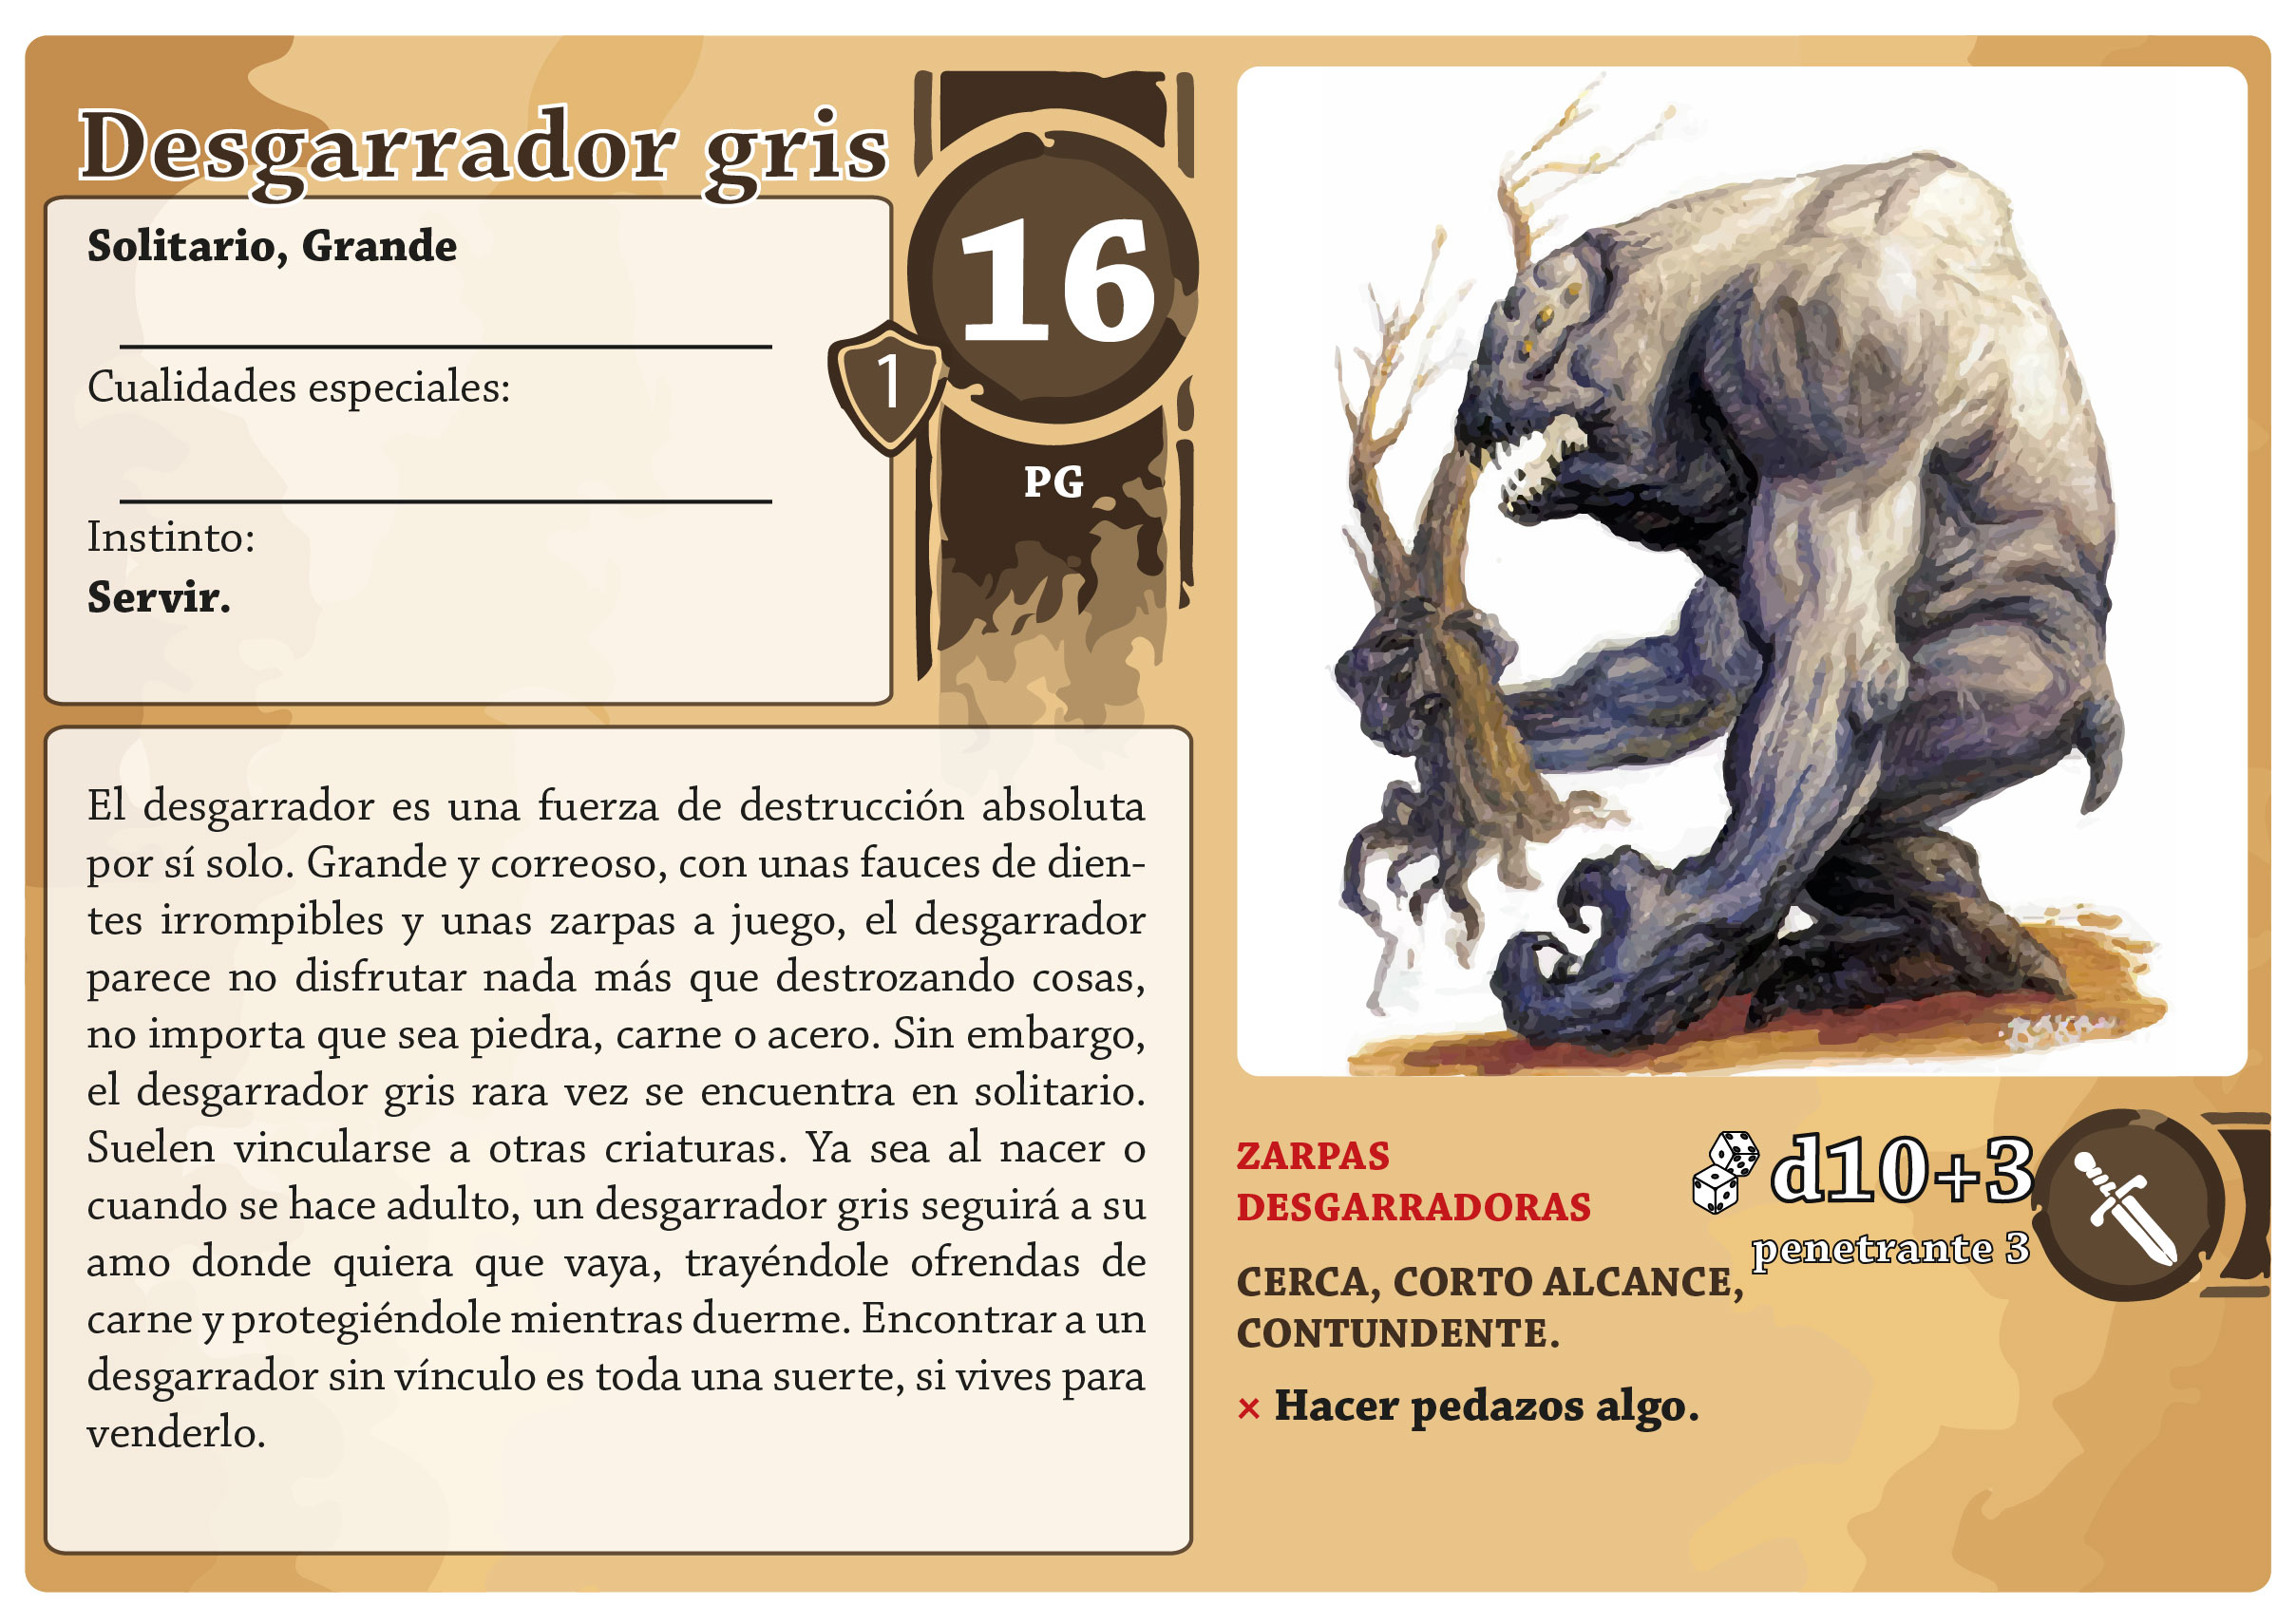 Desgarrador gris
Solitario, Grande
Cualidades especiales:
Instinto:
Servir.
16
1
PG
El desgarrador es una fuerza de destrucción absoluta
por sí solo. Grande y correoso, con unas fauces de dien-
tes irrompibles y unas zarpas a juego, el desgarrador
parece no disfrutar nada más que destrozando cosas,
no importa que sea piedra, carne o acero. Sin embargo,
el desgarrador gris rara vez se encuentra en solitario.
Suelen vincularse a otras criaturas. Ya sea al nacer o
cuando se hace adulto, un desgarrador gris seguirá a su
amo donde quiera que vaya, trayéndole ofrendas de
carne y protegiéndole mientras duerme. Encontrar a un
desgarrador sin vínculo es toda una suerte, si vives para
venderlo.
ZARPAS
DESGARRADORAS
d10+3
penetrante 3
CERCA, CORTO ALCANCE,
CONTUNDENTE.
× Hacer pedazos algo.